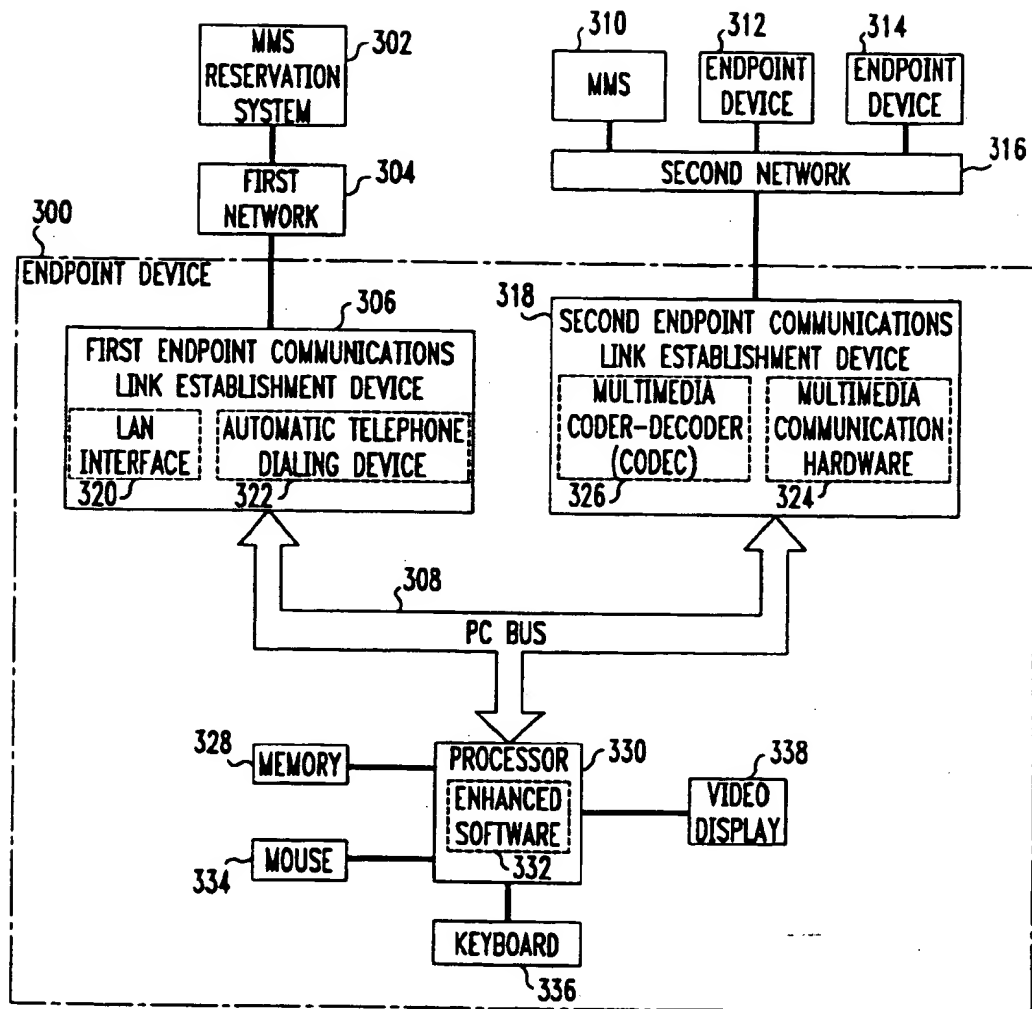 MMS
RESERVATION
SYSTEM
302
310
312
314
MMS
ENDPOINT
DEVICE
ENDPOINT
DEVICE
FIRST
NETWORK
304
SECOND NETWORK
316
300
ENDPOINT DEVICE
306
FIRST ENDPOINT COMMUNICATIONS
LINK ESTABLISHMENT DEVICE
LAN
INTERFACE
320
AUTOMATIC TELEPHONE
DIALING DEVICE
322
318
SECOND ENDPOINT COMMUNICATIONS
LINK ESTABLISHMENT DEVICE
MULTIMEDIA
CODER-DECODER
(CODEC)
326
MULTIMEDIA
COMMUNICATION
HARDWARE
324
308
PC BUS
328
MEMORY
PROCESSOR
330
ENHANCED
SOFTWARE
332
338
VIDEO
DISPLAY
334
MOUSE
KEYBOARD
336